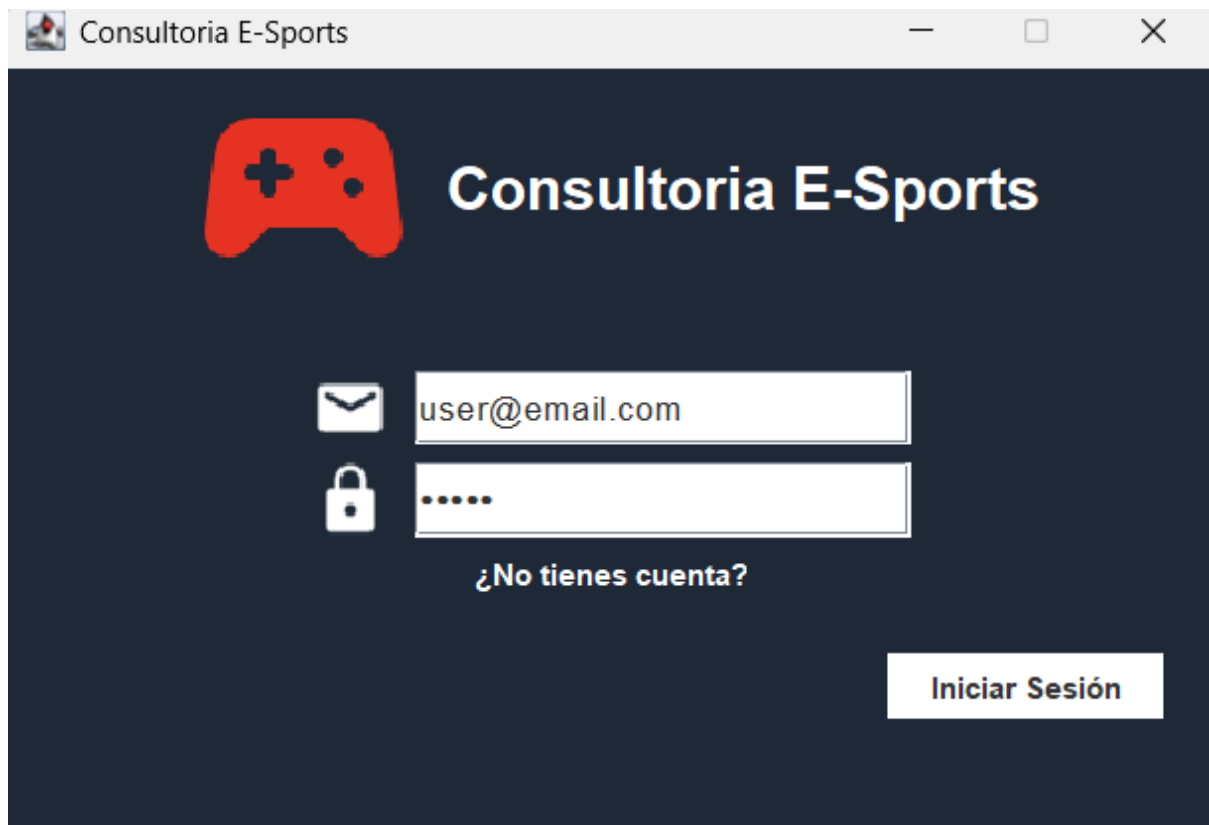 Consultoria E-Sports
Consultoria E-Sports
user@email.com
•••••
¿No tienes cuenta?
Iniciar Sesión